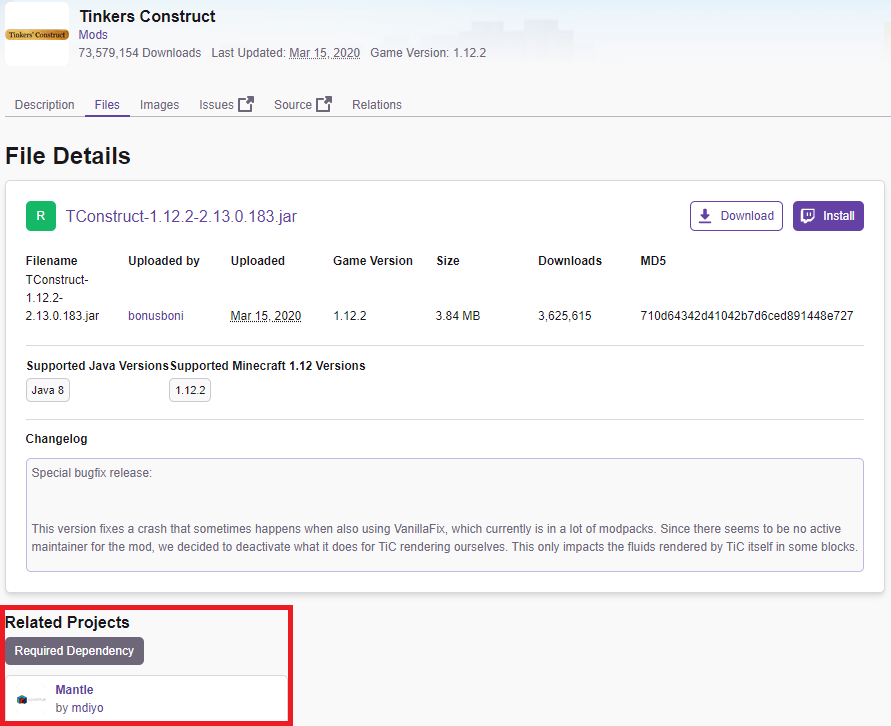 Tinkers' Construct
Tinkers Construct
Mods
73,579,154 Downloads Last Updated: Mar 15, 2020 Game Version: 1.12.2
Description Files Images Issues Source Relations
File Details
R TConstruct-1.12.2-2.13.0.183.jar Download Install
Filename Uploaded by Uploaded Game Version Size Downloads MD5
TConstruct-
1.12.2-
2.13.0.183.jar bonusboni Mar 15, 2020 1.12.2 3.84 MB 3,625,615 710d64342d41042b7d6ced891448e727
Supported Java Versions Supported Minecraft 1.12 Versions
Java 8 1.12.2
Changelog
Special bugfix release:
This version fixes a crash that sometimes happens when also using VanillaFix, which currently is in a lot of modpacks. Since there seems to be no active
maintainer for the mod, we decided to deactivate what it does for TiC rendering ourselves. This only impacts the fluids rendered by TiC itself in some blocks.
Related Projects
Required Dependency
Mantle
by mdiyo